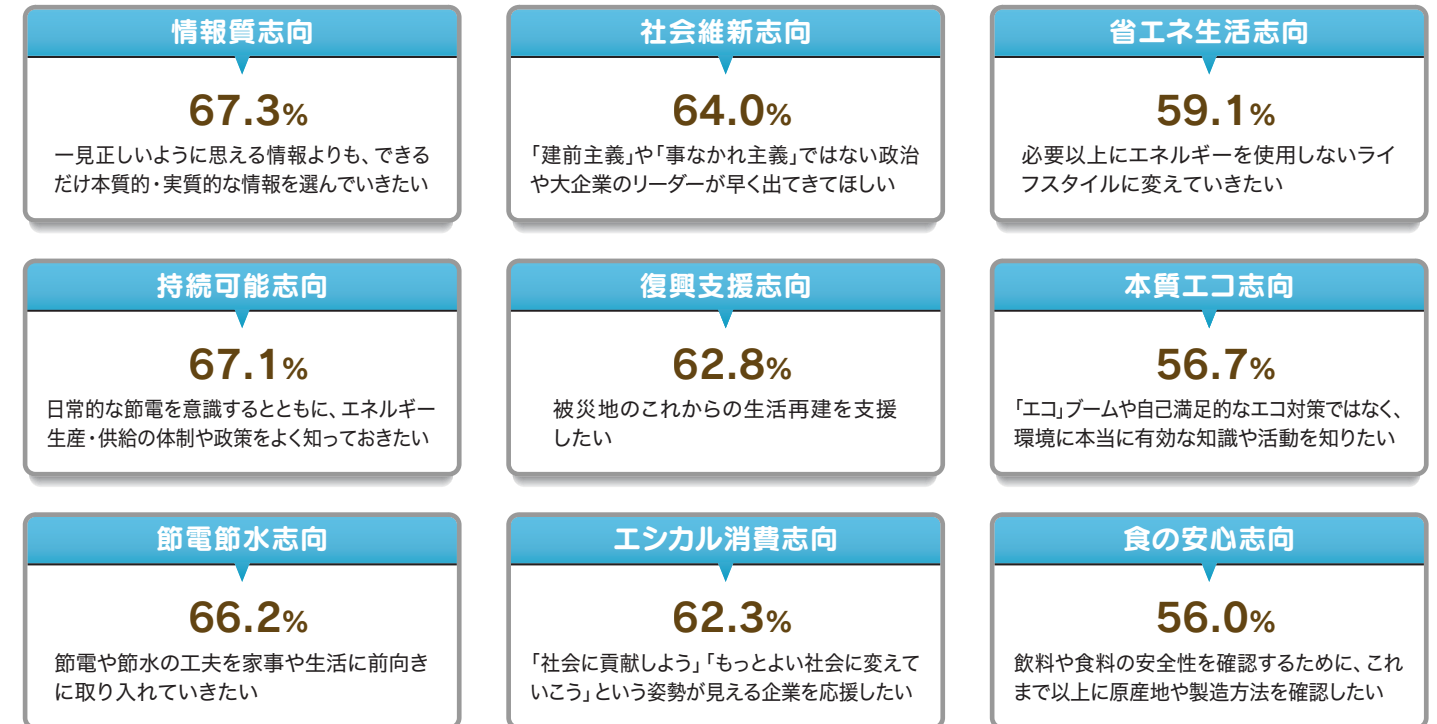 情報質志向
67.3%
一見正しいように思える情報よりも、できる
だけ本質的・実質的な情報を選んでいきたい
持続可能志向
67.1%
日常的な節電を意識するとともに、エネルギー
生産・供給の体制や政策をよく知っておきたい
節電節水志向
66.2%
節電や節水の工夫を家事や生活に前向き
に取り入れていきたい
社会維新志向
64.0%
「建前主義」や「事なかれ主義」ではない政治
や大企業のリーダーが早く出てきてほしい
復興支援志向
62.8%
被災地のこれからの生活再建を支援
したい
エシカル消費志向
62.3%
「社会に貢献しよう」「もっとよい社会に変えて
いこう」という姿勢が見える企業を応援したい
省エネ生活志向
59.1%
必要以上にエネルギーを使用しないライ
フスタイルに変えていきたい
本質エコ志向
56.7%
「エコ」ブームや自己満足的なエコ対策ではなく、
環境に本当に有効な知識や活動を知りたい
食の安心志向
56.0%
飲料や食料の安全性を確認するために、これ
まで以上に原産地や製造方法を確認したい